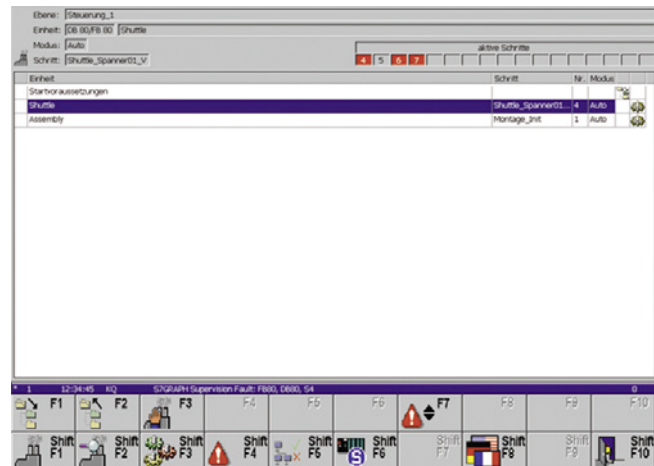 Ebene: Steuerung_1
Einheit: DB 80/FB 80 Shuttle
Modus: Auto
aktive Schritte
Schritt: Shuttle_Spanner01_V
4 5 6 7
Einheit Schritt Nr. Modus
Startvoraussetzungen
Shuttle Shuttle_Spanner01... 4 Auto
Assembly Montage_Init 1 Auto
* 1 12:34:45 KQ S7GRAPH Supervision Fault: FB80, DB80, S4 0
F1 F2 F3 F4 F5 F6 F7 F8 F9 F10
Shift F1 Shift F2 Shift F3 Shift F4 Shift F5 Shift F6 Shift F7 Shift F8 Shift F9 Shift F10